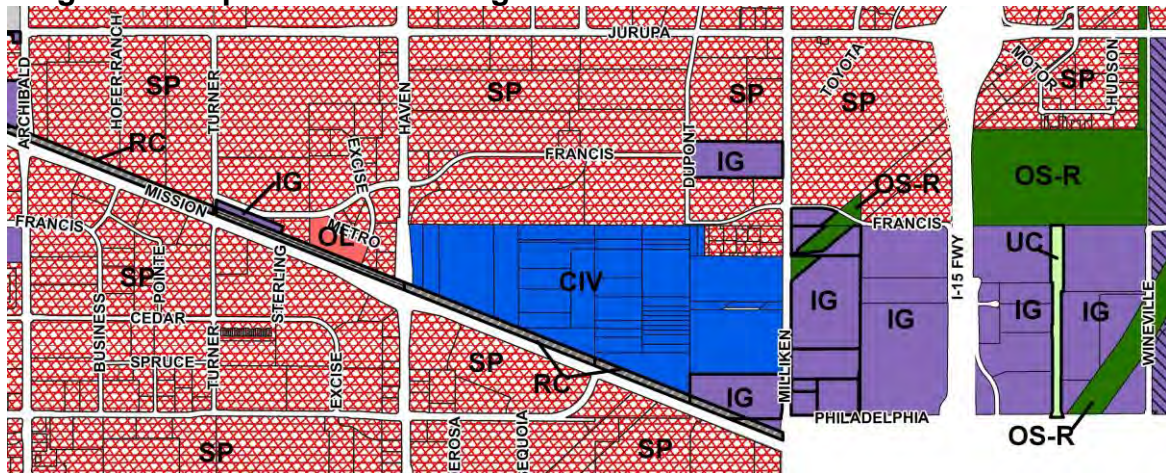 JURUPA
ARCHIBALD
HOFER RANCH
SP
TURNER
HAVEN
SP
DUPONT
SP
TOYOTA
SP
MOTOR
SP
HUDSON
RC
IG
EXCISE
FRANCIS
IG
OS-R
OS-R
MISSION
FRANCIS
OL
METRO
FRANCIS
UC
I-15 FWY
SP
POINTE
STERLING
CIV
IG
IG
IG
IG
WINEVILLE
BUSINESS
CEDAR
SPRUCE
TURNER
EXCISE
SP
RC
IG
MILLIKEN
PHILADELPHIA
OS-R
SP
EROSA
SEQUOIA
SP